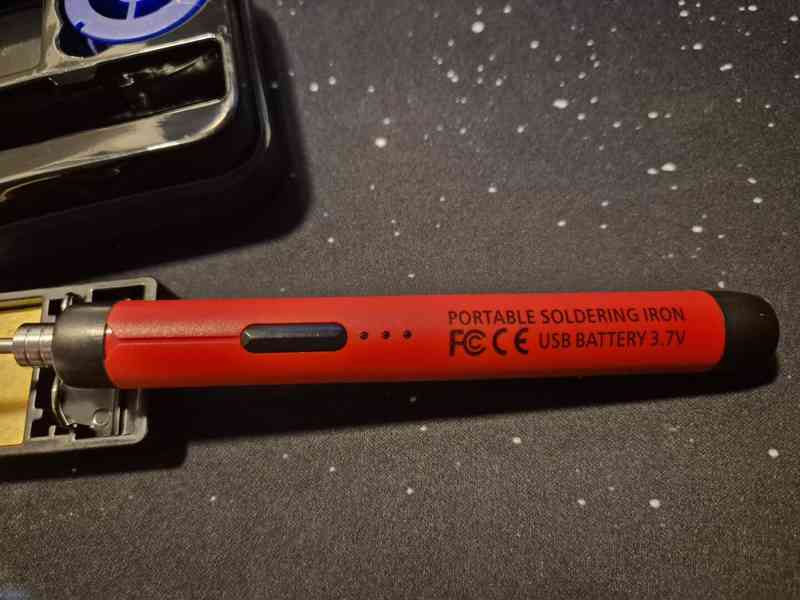 PORTABLE SOLDERING IRON
FC CE USB BATTERY 3.7V